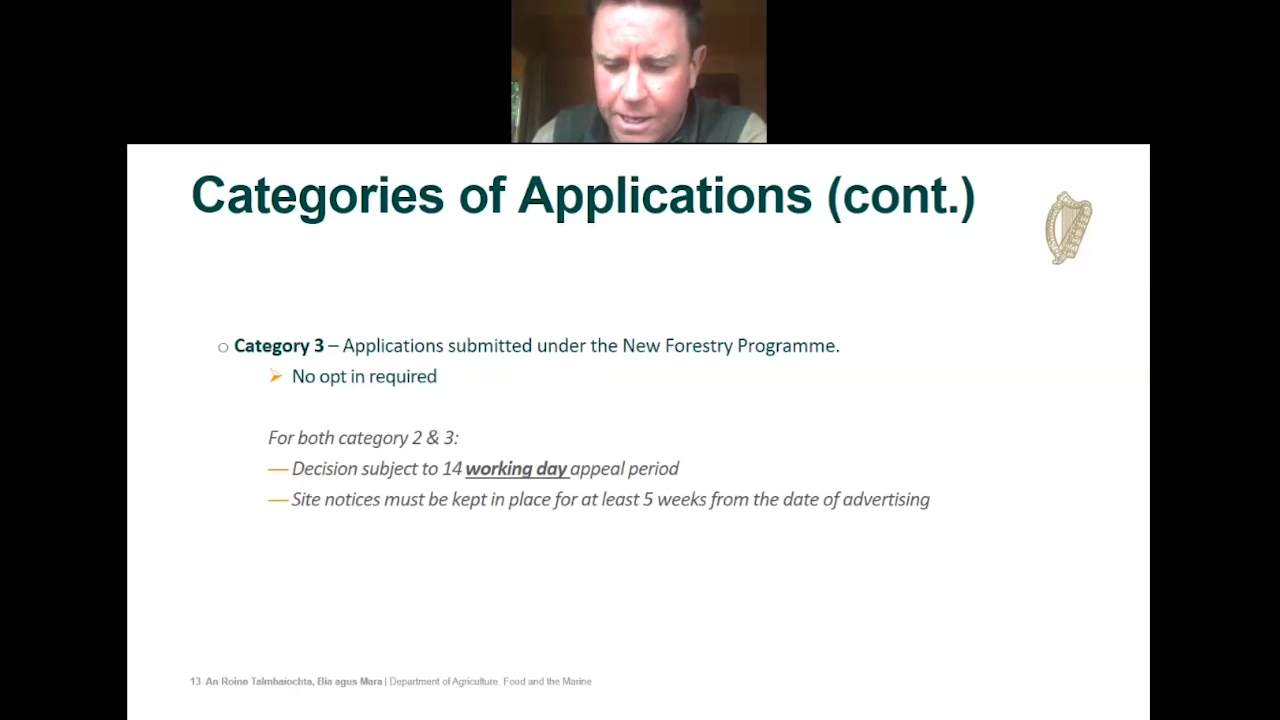 Categories of Applications (cont.)
○ Category 3 – Applications submitted under the New Forestry Programme.
➢ No opt in required
For both category 2 & 3:
— Decision subject to 14 working day appeal period
— Site notices must be kept in place for at least 5 weeks from the date of advertising
13 An Roinn Talmhaíochta, Bia agus Mara | Department of Agriculture, Food and the Marine